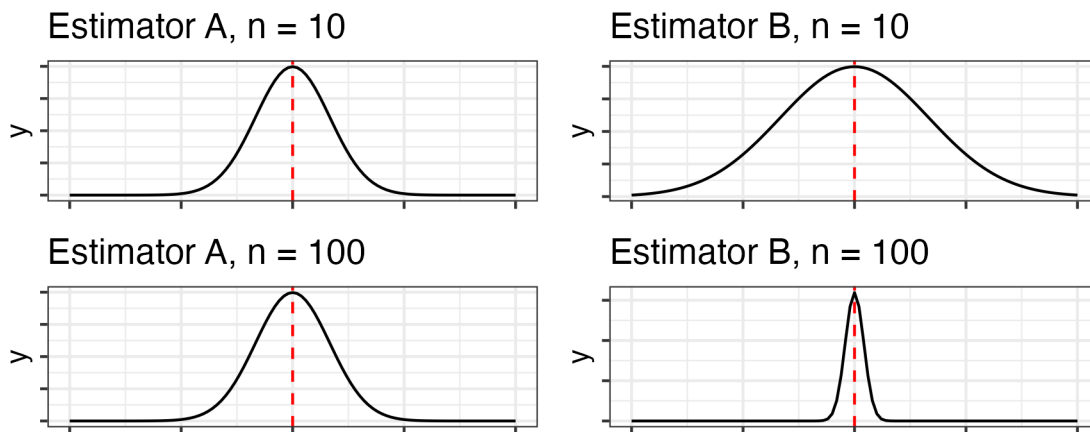 Estimator A, n = 10
y
Estimator B, n = 10
y
Estimator A, n = 100
y
Estimator B, n = 100
y